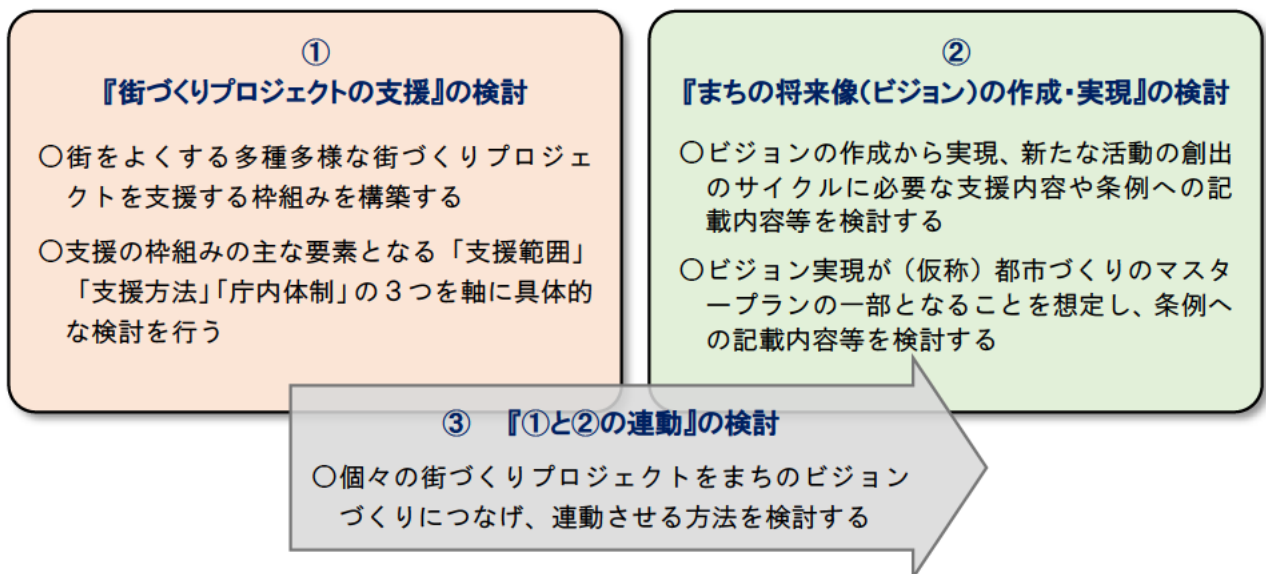 ①
『街づくりプロジェクトの支援』の検討
〇街をよくする多種多様な街づくりプロジェ
クトを支援する枠組みを構築する
〇支援の枠組みの主な要素となる「支援範囲」
「支援方法」「庁内体制」の３つを軸に具体的
な検討を行う
②
『まちの将来像(ビジョン)の作成・実現』の検討
〇ビジョンの作成から実現、新たな活動の創出
のサイクルに必要な支援内容や条例への記
載内容等を検討する
〇ビジョン実現が（仮称）都市づくりのマスタ
ープランの一部となることを想定し、条例へ
の記載内容等を検討する
③ 『①と②の連動』の検討
〇個々の街づくりプロジェクトをまちのビジョン
づくりにつなげ、連動させる方法を検討する